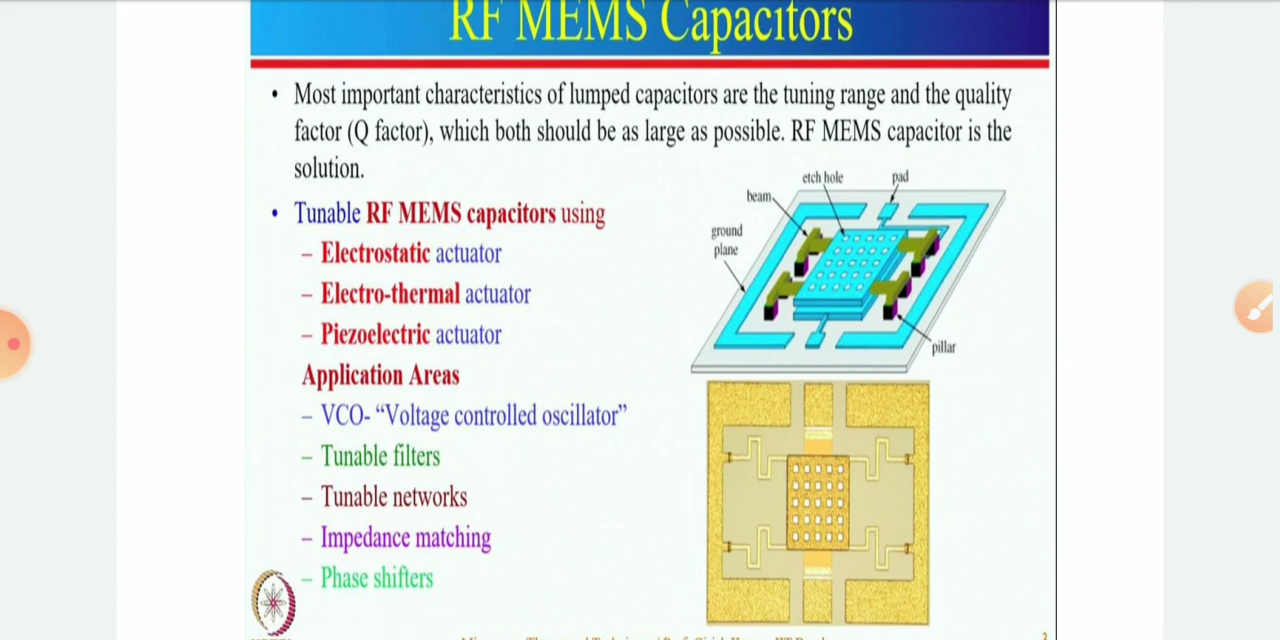 RF MEMS Capacitors
• Most important characteristics of lumped capacitors are the tuning range and the quality
factor (Q factor), which both should be as large as possible. RF MEMS capacitor is the
solution.
• Tunable RF MEMS capacitors using
– Electrostatic actuator
– Electro-thermal actuator
– Piezoelectric actuator
Application Areas
– VCO- “Voltage controlled oscillator”
– Tunable filters
– Tunable networks
– Impedance matching
– Phase shifters
etch hole
pad
beam
ground
plane
pillar